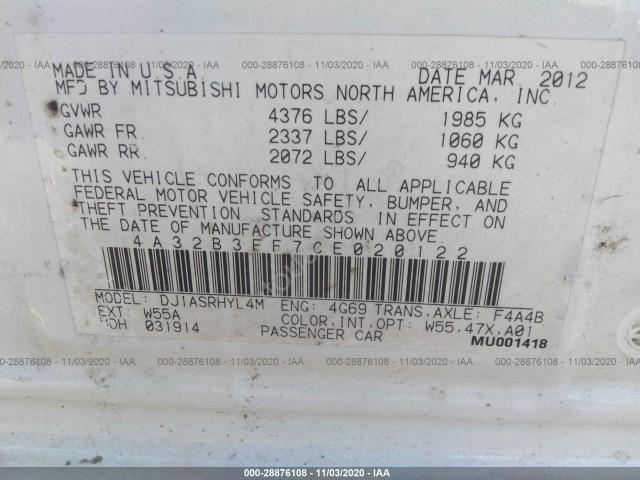 MADE IN U.S.A. DATE MAR. 2012
MFD BY MITSUBISHI MOTORS NORTH AMERICA, INC.
GVWR 4376 LBS/ 1985 KG
GAWR FR. 2337 LBS/ 1060 KG
GAWR RR. 2072 LBS/ 940 KG
THIS VEHICLE CONFORMS TO ALL APPLICABLE
FEDERAL MOTOR VEHICLE SAFETY, BUMPER, AND
THEFT PREVENTION STANDARDS IN EFFECT ON
THE DATE OF MANUFACTURE SHOWN ABOVE.
4A32B3FF7CE020122
MODEL: DJ1ASRHYL4M ENG: 4G69 TRANS.AXLE: F4A4B
EXT: W55A COLOR.INT.OPT: W55.47X.A01
MDH 031914 PASSENGER CAR
MU001418
000-28876108 - 11/03/2020 - IAA